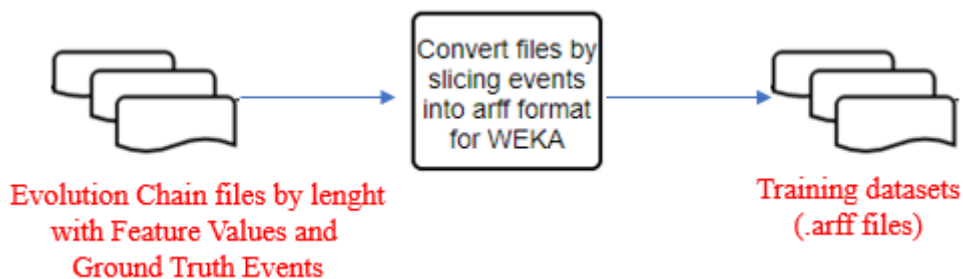 Convert files by
slicing events
into arff format
for WEKA
Evolution Chain files by lenght
with Feature Values and
Ground Truth Events
Training datasets
(.arff files)